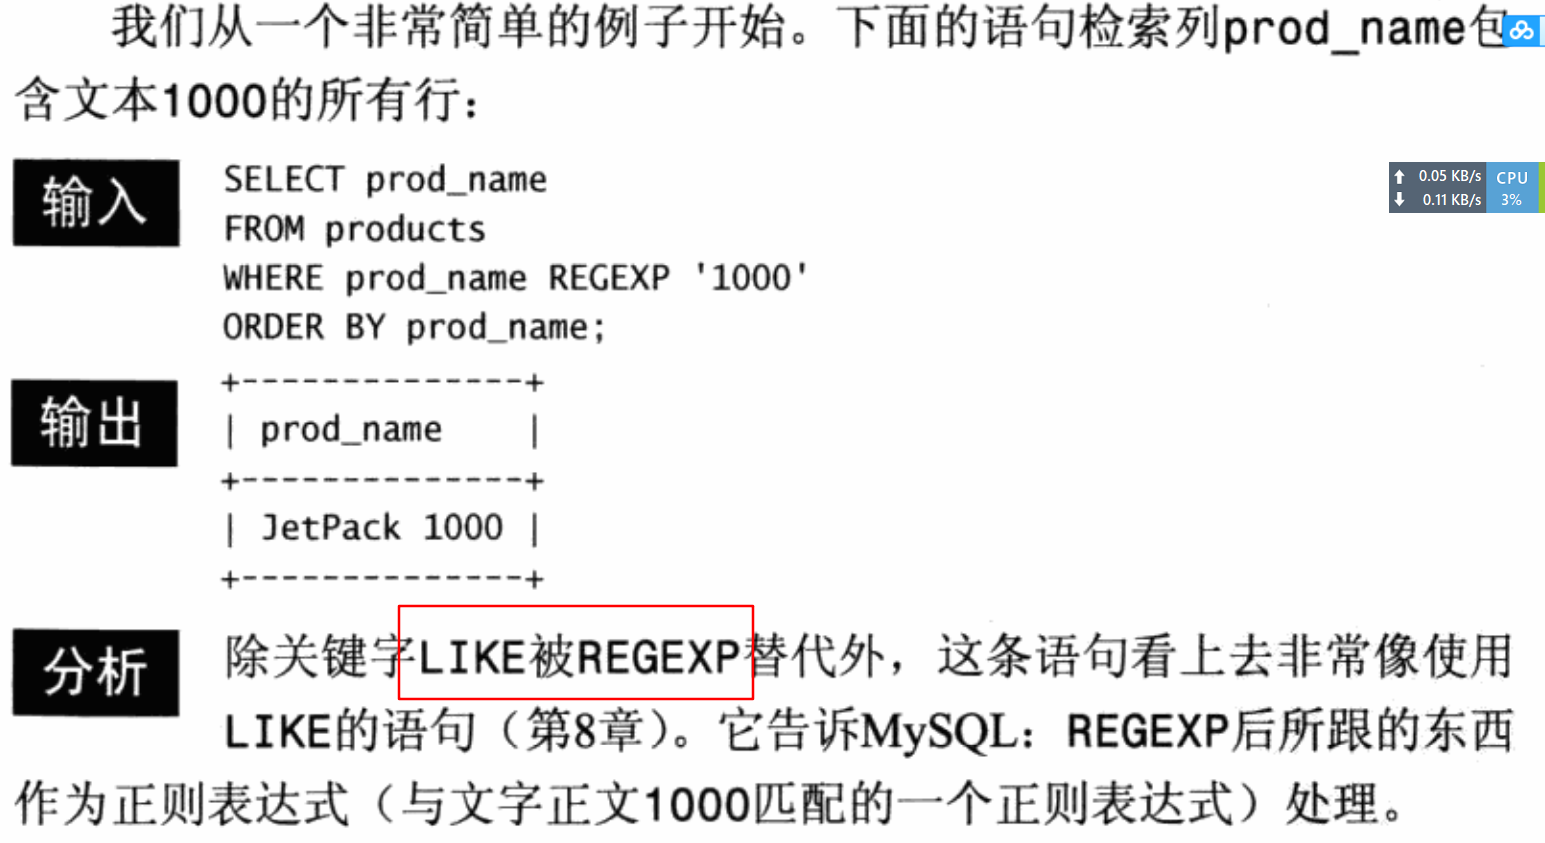 我们从一个非常简单的例子开始。下面的语句检索列prod_name包
含文本1000的所有行：
输入
SELECT prod_name
FROM products
WHERE prod_name REGEXP '1000'
ORDER BY prod_name;
↑ 0.05 KB/s CPU
↓ 0.11 KB/s 3%
输出
+--------------+
| prod_name    |
+--------------+
| JetPack 1000 |
+--------------+
分析
除关键字LIKE被REGEXP替代外，这条语句看上去非常像使用
LIKE的语句（第8章）。它告诉MySQL：REGEXP后所跟的东西
作为正则表达式（与文字正文1000匹配的一个正则表达式）处理。